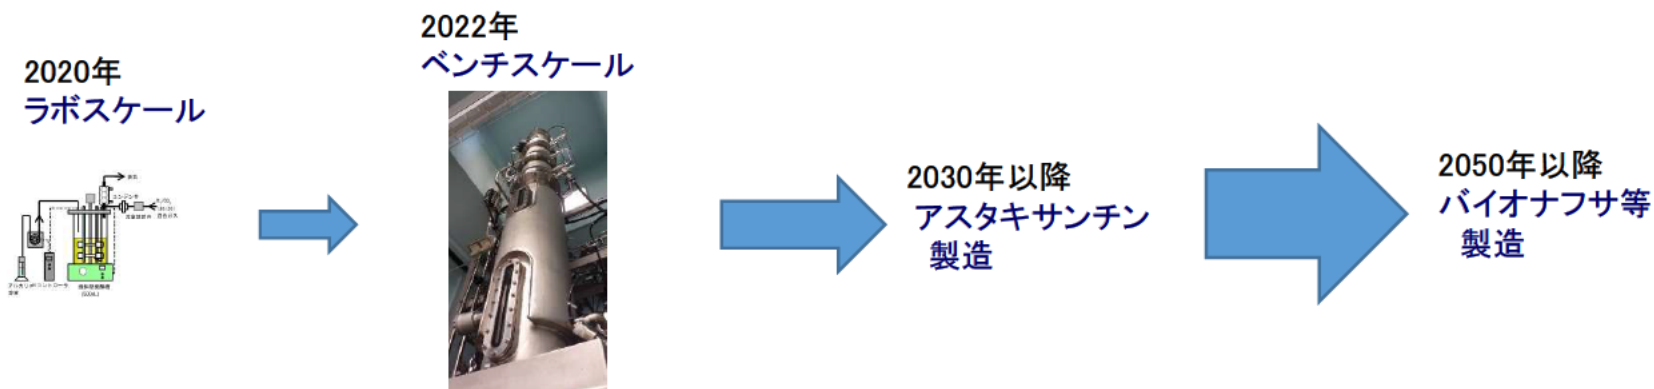 2020年
ラボスケール
2022年
ベンチスケール
2030年以降
アスタキサンチン
製造
2050年以降
バイオナフサ等
製造